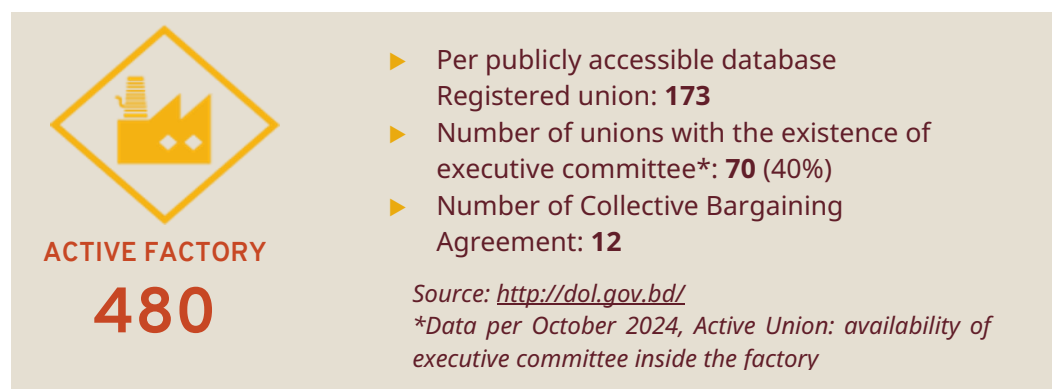 ACTIVE FACTORY
480
► Per publicly accessible database
Registered union: 173
► Number of unions with the existence of
executive committee*: 70 (40%)
► Number of Collective Bargaining
Agreement: 12
Source: http://dol.gov.bd/
*Data per October 2024, Active Union: availability of
executive committee inside the factory